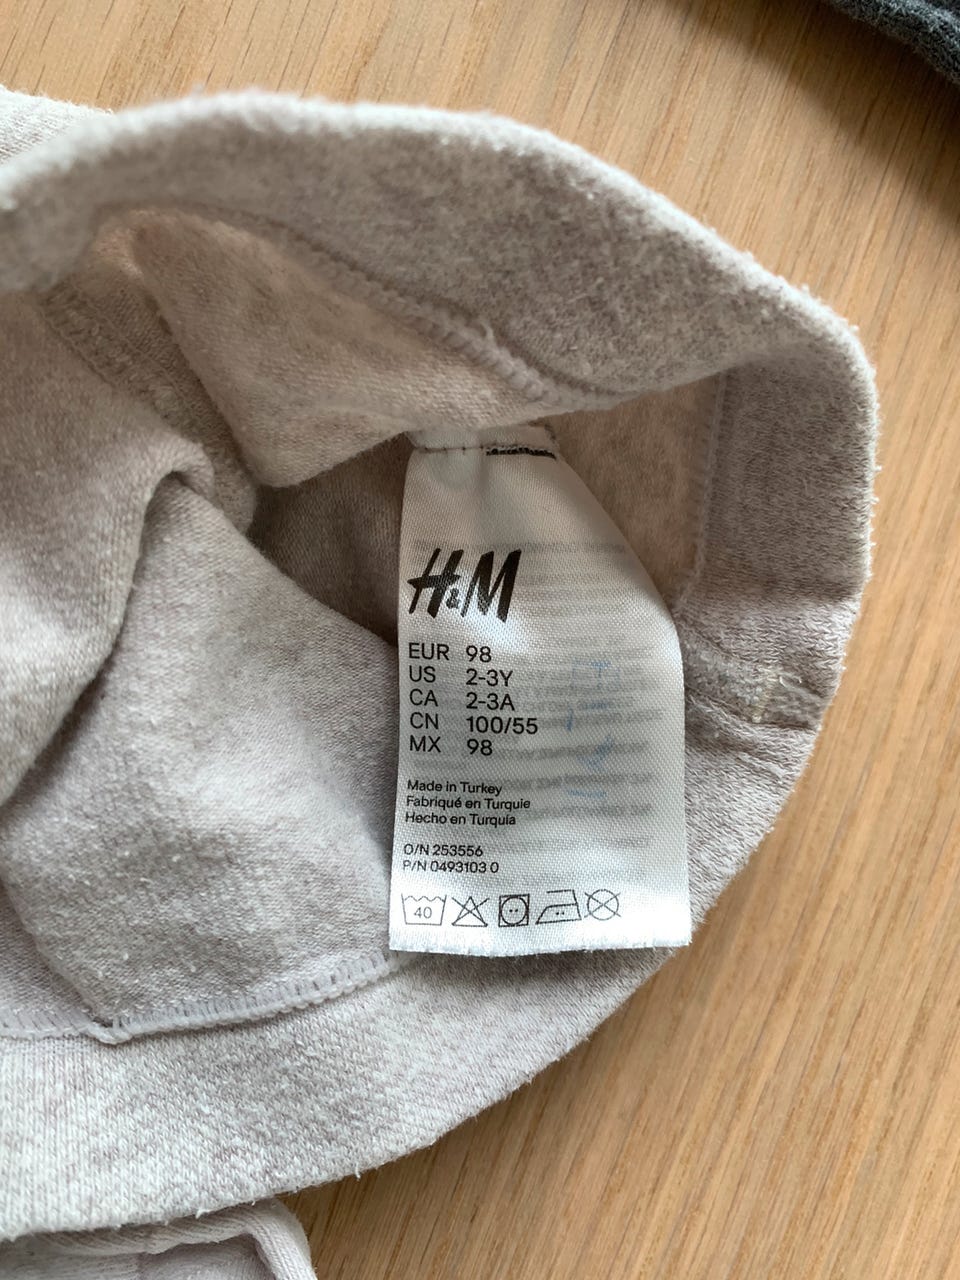 H&M
EUR 98
US 2-3Y
CA 2-3A
CN 100/55
MX 98
Made in Turkey
Fabriqué en Turquie
Hecho en Turquía
O/N 253556
P/N 0493103 0
40